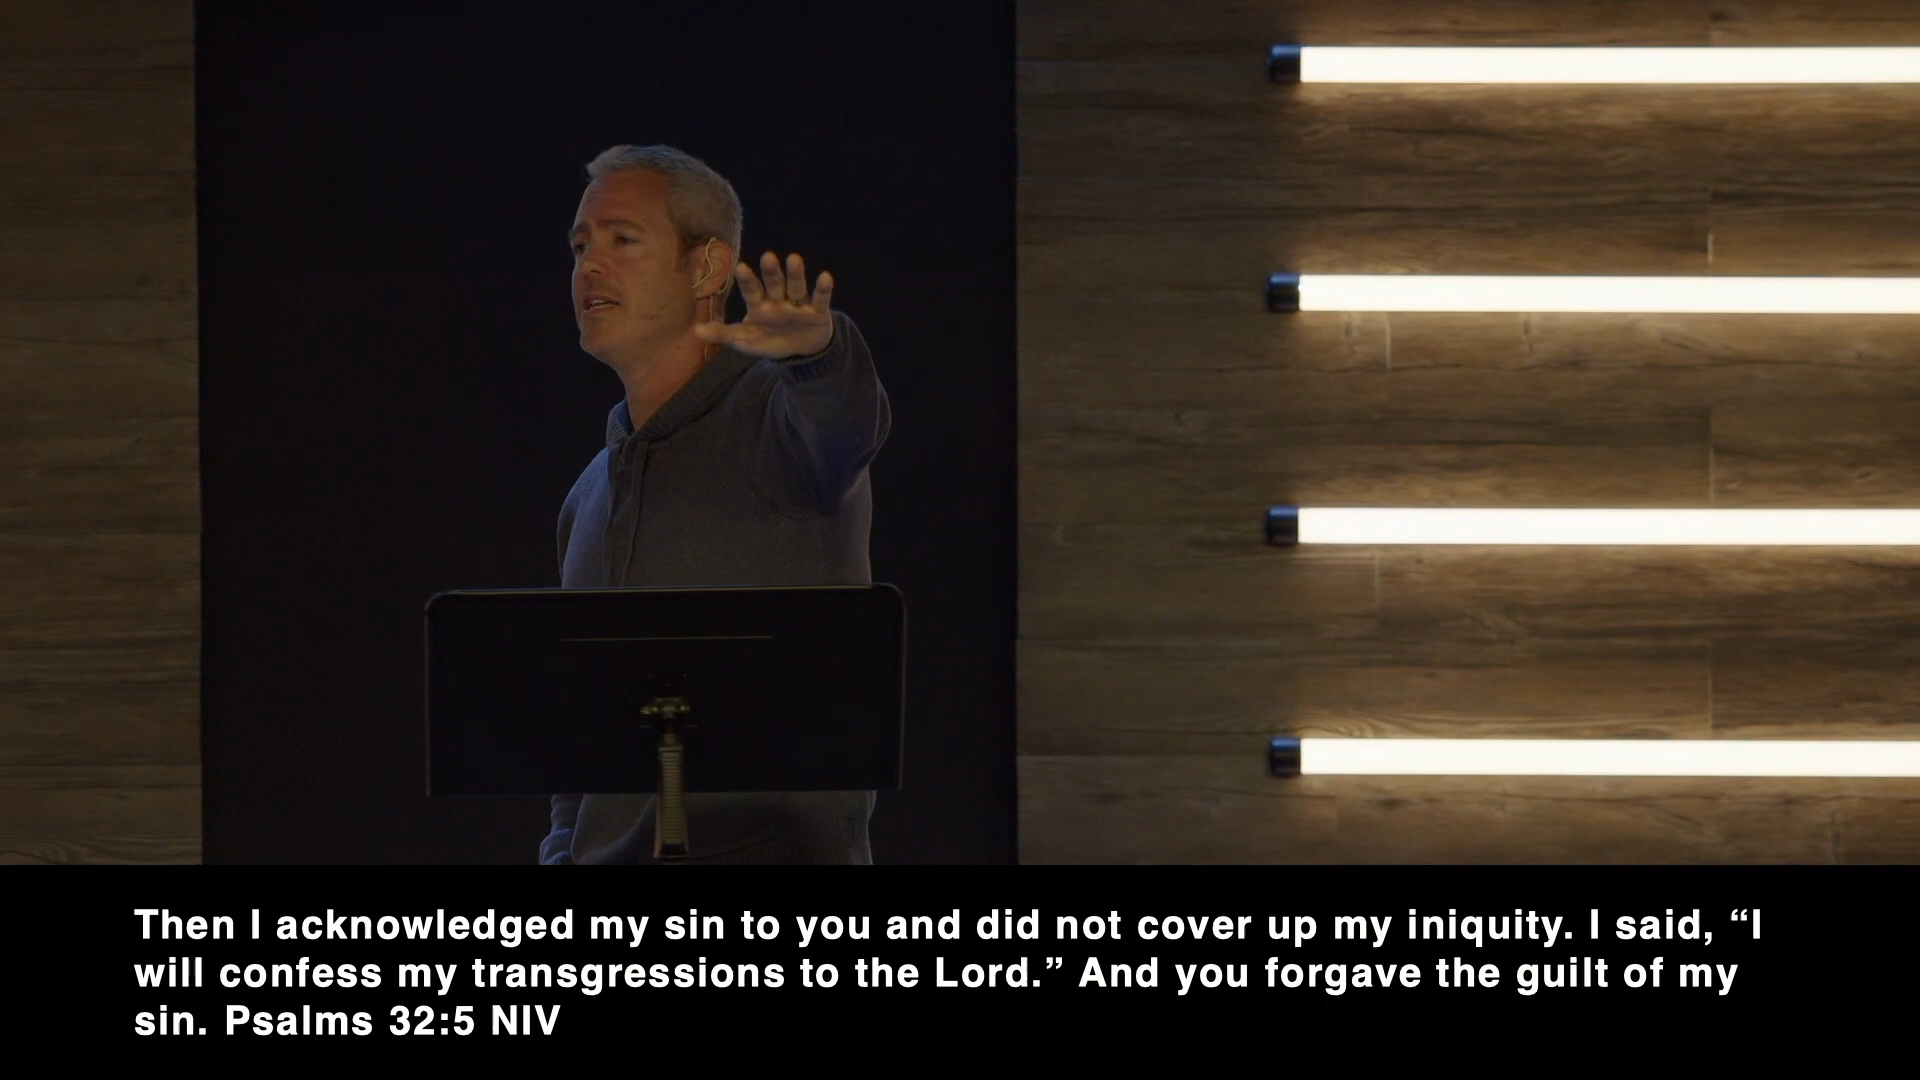 Then I acknowledged my sin to you and did not cover up my iniquity. I said, “I
will confess my transgressions to the Lord.” And you forgave the guilt of my
sin. Psalms 32:5 NIV